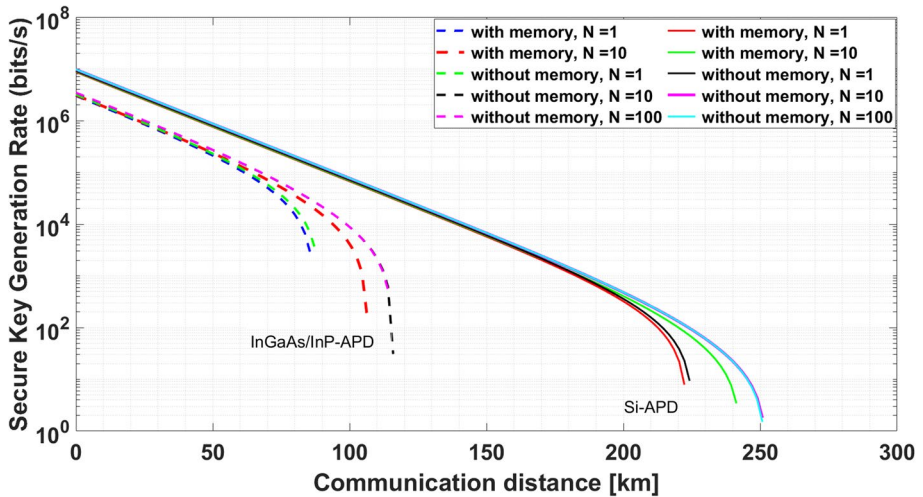 Secure Key Generation Rate (bits/s)
10^8
10^6
10^4
10^2
10^0
with memory, N =1
with memory, N =10
without memory, N =1
without memory, N =10
without memory, N =100
with memory, N =1
with memory, N =10
without memory, N =1
without memory, N =10
without memory, N =100
InGaAs/InP-APD
Si-APD
0 50 100 150 200 250 300
Communication distance [km]